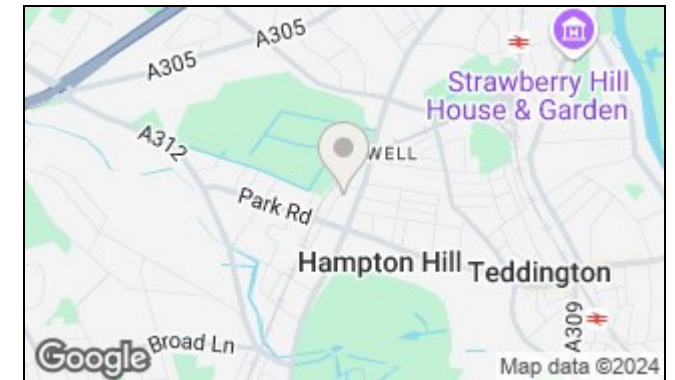 A305
A305
Strawberry Hill
House & Garden
A312
WELL
Park Rd
Hampton Hill
Teddington
A309
Broad Ln
Google
Map data ©2024